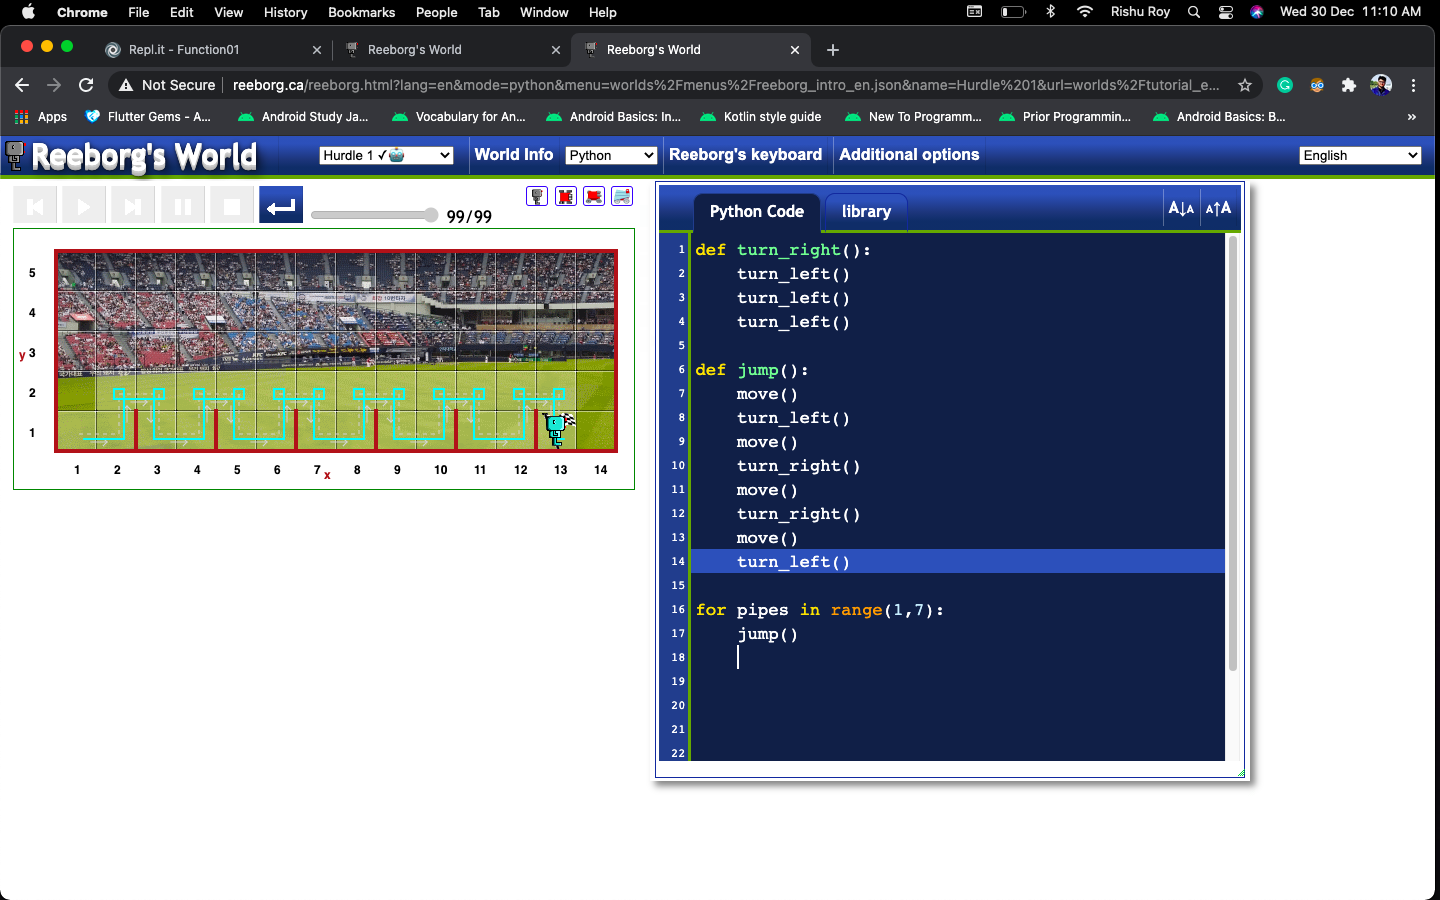 Chrome File Edit View History Bookmarks People Tab Window Help Rishu Roy Wed 30 Dec 11:10 AM
Repl.it - Function01 Reeborg's World Reeborg's World
Not Secure reeborg.ca/reeborg.html?lang=en&mode=python&menu=worlds%2Fmenus%2Freeborg_intro_en.json&name=Hurdle%201&url=worlds%2Ftutorial_e...
Apps Flutter Gems - A... Android Study Ja... Vocabulary for An... Android Basics: In... Kotlin style guide New To Programm... Prior Programmin... Android Basics: B... »
Reeborg's World Hurdle 1 ✓🤖 World Info Python Reeborg's keyboard Additional options English
99/99
5
4
y 3
2
1
1 2 3 4 5 6 7 x 8 9 10 11 12 13 14
Python Code library A↓A A↑A
1 def turn_right():
2 turn_left()
3 turn_left()
4 turn_left()
5
6 def jump():
7 move()
8 turn_left()
9 move()
10 turn_right()
11 move()
12 turn_right()
13 move()
14 turn_left()
15
16 for pipes in range(1,7):
17 jump()
18
19
20
21
22